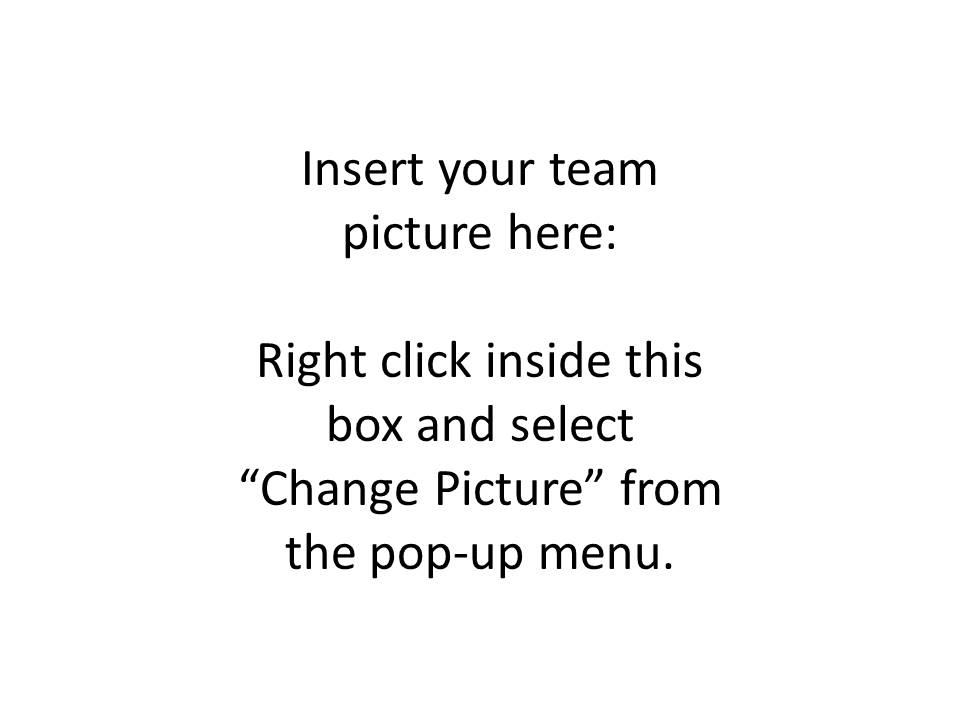 Insert your team
picture here:
Right click inside this
box and select
“Change Picture” from
the pop-up menu.